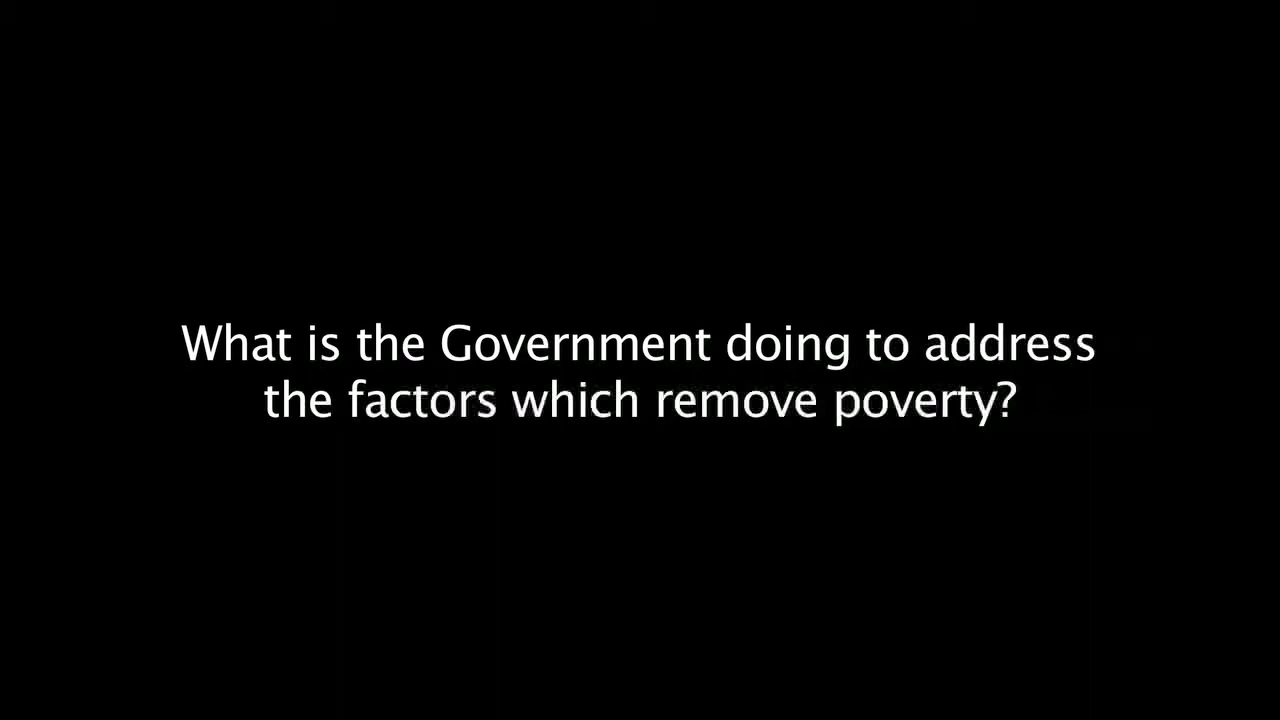 What is the Government doing to address
the factors which remove poverty?